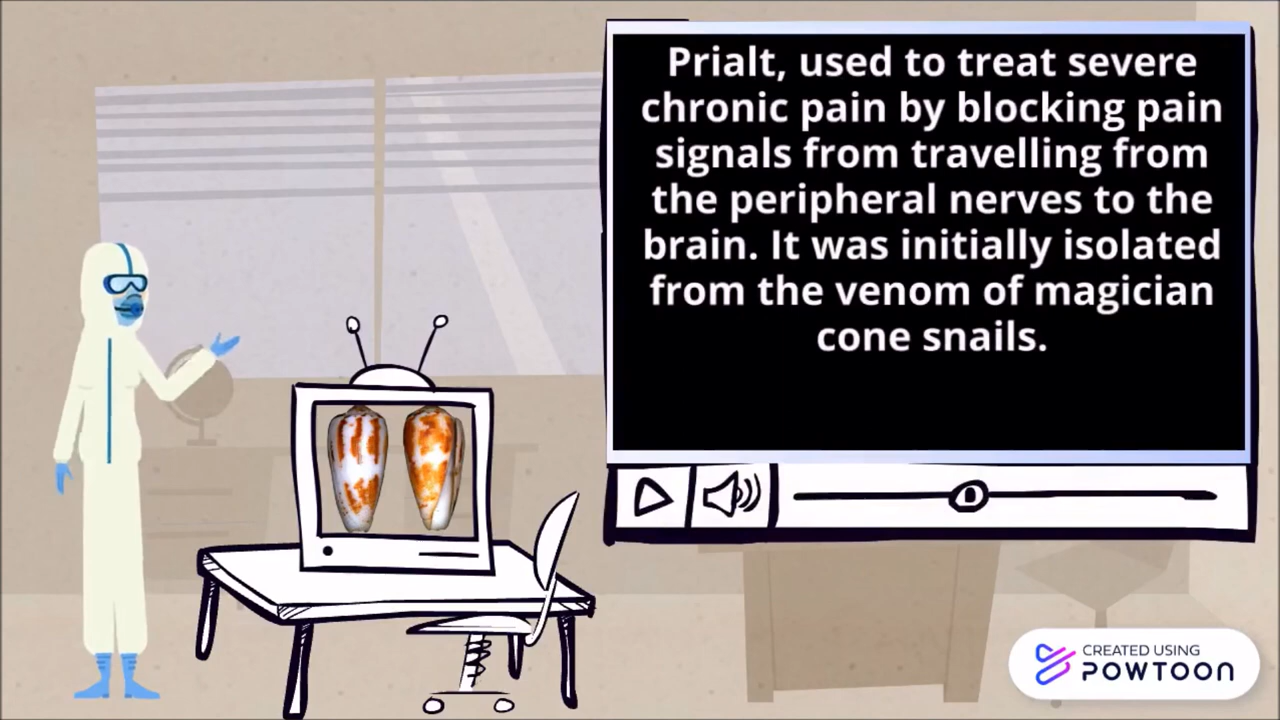 Prialt, used to treat severe
chronic pain by blocking pain
signals from travelling from
the peripheral nerves to the
brain. It was initially isolated
from the venom of magician
cone snails.
CREATED USING
POWTOON